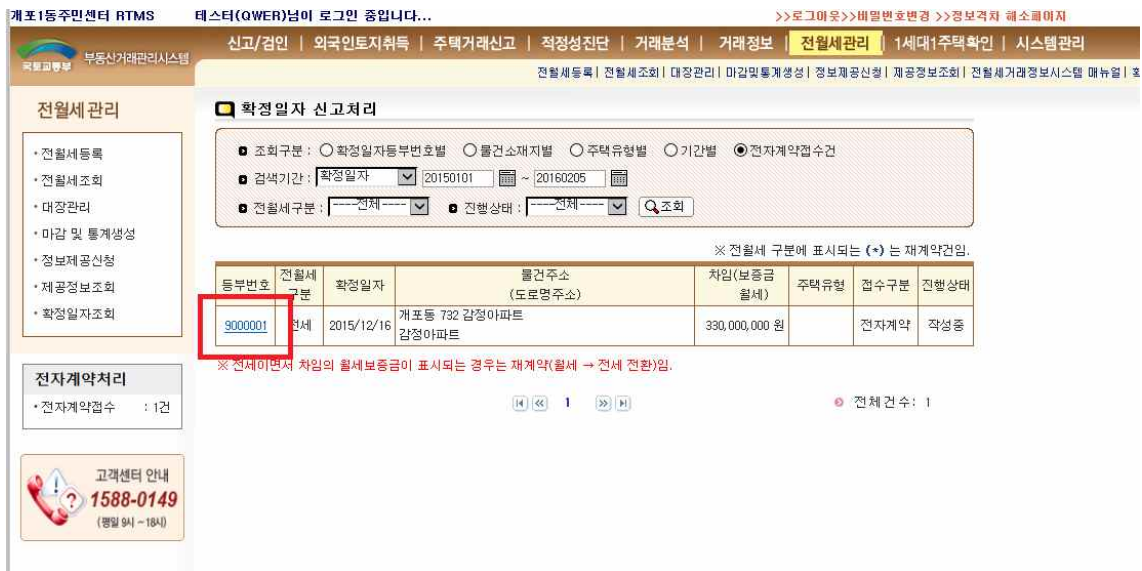 개포1동주민센터 RTMS 테스터(QWER)님이 로그인 중입니다... >>로그아웃>>비밀번호변경 >>정보격차 해소페이지
국토교통부 부동산거래관리시스템
신고/검인 | 외국인토지취득 | 주택거래신고 | 적정성진단 | 거래분석 | 거래정보 | 전월세관리 | 1세대1주택확인 | 시스템관리
전월세등록| 전월세조회| 대장관리| 마감및통계생성| 정보제공신청| 제공정보조회| 전월세거래정보시스템 매뉴얼|
전월세관리
•전월세등록
•전월세조회
•대장관리
•마감 및 통계생성
•정보제공신청
•제공정보조회
•확정일자조회
전자계약처리
•전자계약접수 : 1건
고객센터 안내
1588-0149
(평일 9시 ~ 18시)
확정일자 신고처리
조회구분 : 확정일자등부번호별 물건소재지별 주택유형별 기간별 전자계약접수건
검색기간 : 확정일자 20150101 ~ 20160205
전월세구분 : ----전체---- 진행상태 : ----전체---- 조회
※ 전월세 구분에 표시되는 (*) 는 재계약건임.
등부번호 전월세구분 확정일자 물건주소 (도로명주소) 차임(보증금 월세) 주택유형 접수구분 진행상태
9000001 전세 2015/12/16 개포동 732 감정아파트 330,000,000 원 전자계약 작성중
감정아파트
※ 전세이면서 차임의 월세보증금이 표시되는 경우는 재계약(월세 → 전세 전환)임.
1
전체건수: 1